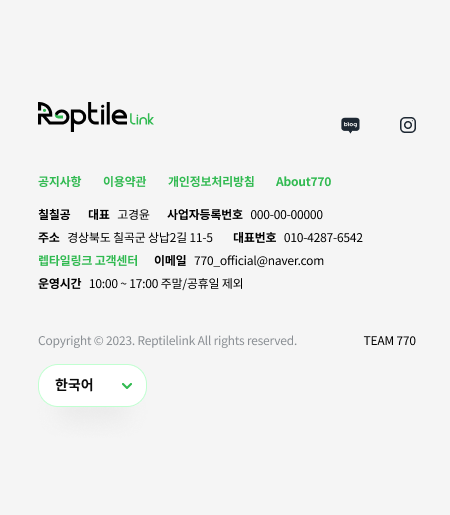 Reptile Link
blog
공지사항 이용약관 개인정보처리방침 About770
칠칠공 대표 고경윤 사업자등록번호 000-00-00000
주소 경상북도 칠곡군 상납2길 11-5 대표번호 010-4287-6542
렙타일링크 고객센터 이메일 770_official@naver.com
운영시간 10:00 ~ 17:00 주말/공휴일 제외
Copyright © 2023. Reptilelink All rights reserved. TEAM 770
한국어